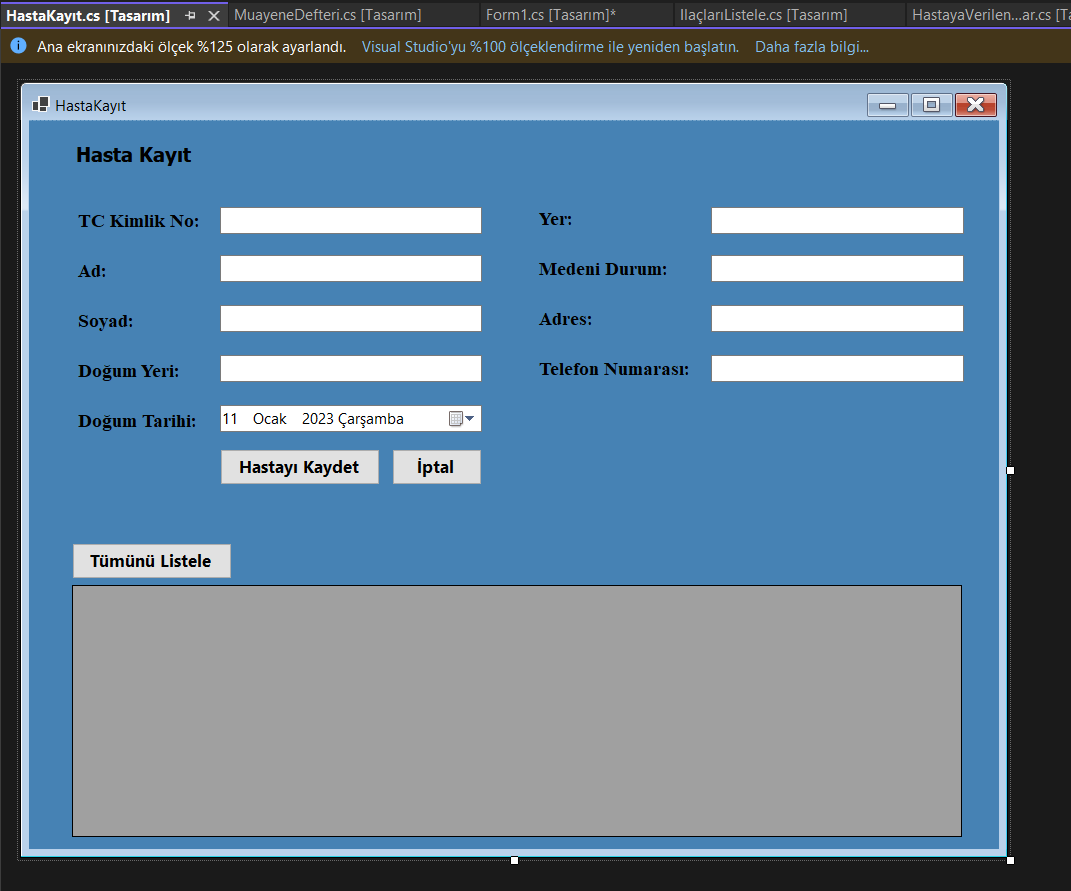 HastaKayıt.cs [Tasarım]
MuayeneDefteri.cs [Tasarım]
Form1.cs [Tasarım]*
IlaçlarıListele.cs [Tasarım]
HastayaVerilen...ar.cs [Ta
Ana ekranınızdaki ölçek %125 olarak ayarlandı. Visual Studio'yu %100 ölçeklendirme ile yeniden başlatın. Daha fazla bilgi...
HastaKayıt
Hasta Kayıt
TC Kimlik No:
Yer:
Ad:
Medeni Durum:
Soyad:
Adres:
Doğum Yeri:
Telefon Numarası:
Doğum Tarihi:
11 Ocak 2023 Çarşamba
Hastayı Kaydet
İptal
Tümünü Listele